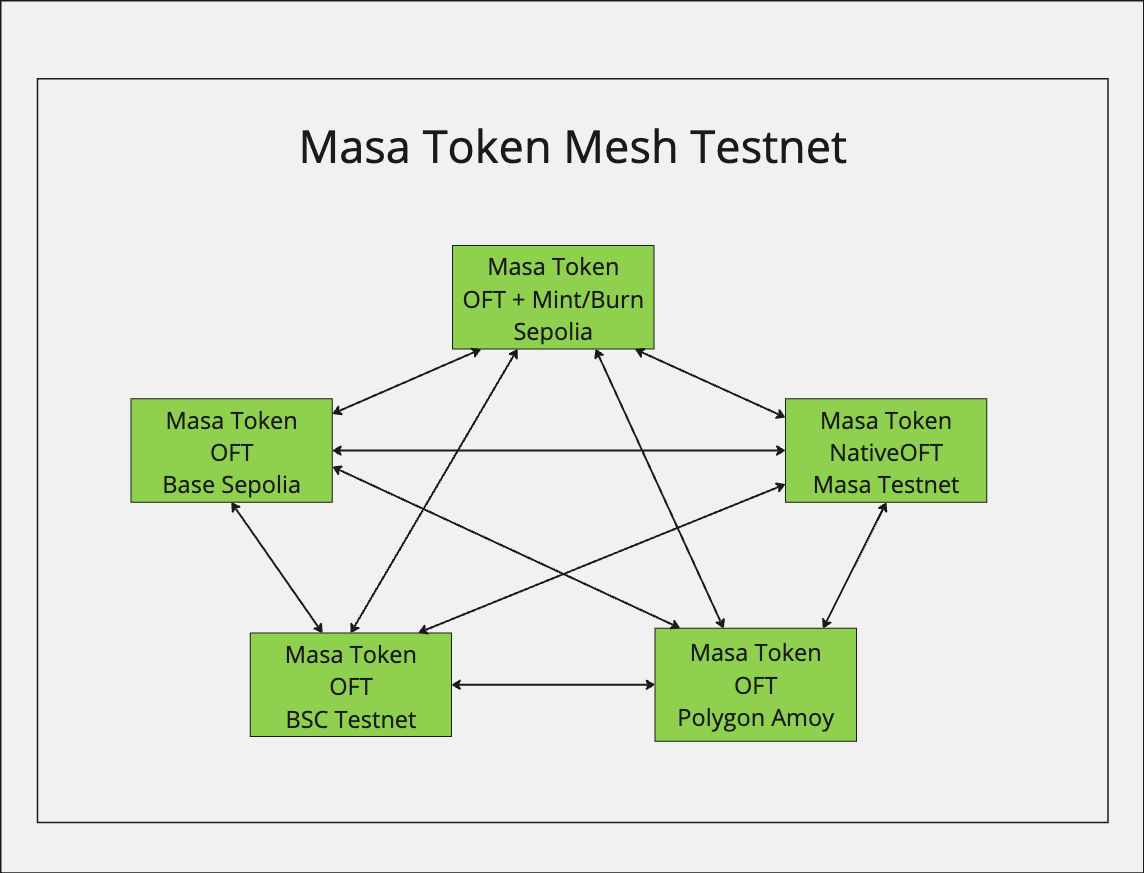 Masa Token Mesh Testnet
Masa Token
OFT + Mint/Burn
Sepolia
Masa Token
OFT
Base Sepolia
Masa Token
NativeOFT
Masa Testnet
Masa Token
OFT
BSC Testnet
Masa Token
OFT
Polygon Amoy